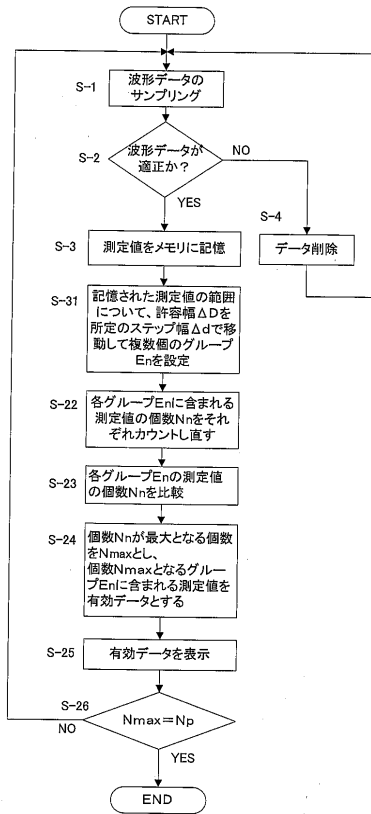 START
S-1
波形データの
サンプリング
S-2
波形データが
適正か?
NO
YES
S-4
データ削除
S-3
測定値をメモリに記憶
S-31
記憶された測定値の範囲
について、許容幅ΔDを
所定のステップ幅Δdで移
動して複数個のグループ
Enを設定
S-22
各グループEnに含まれる
測定値の個数Nnをそれ
ぞれカウントし直す
S-23
各グループEnの測定値
の個数Nnを比較
S-24
個数Nnが最大となる個数
をNmaxとし、
個数Nmaxとなるグルー
プEnに含まれる測定値を
有効データとする
S-25
有効データを表示
S-26
Nmax=Np
NO
YES
END